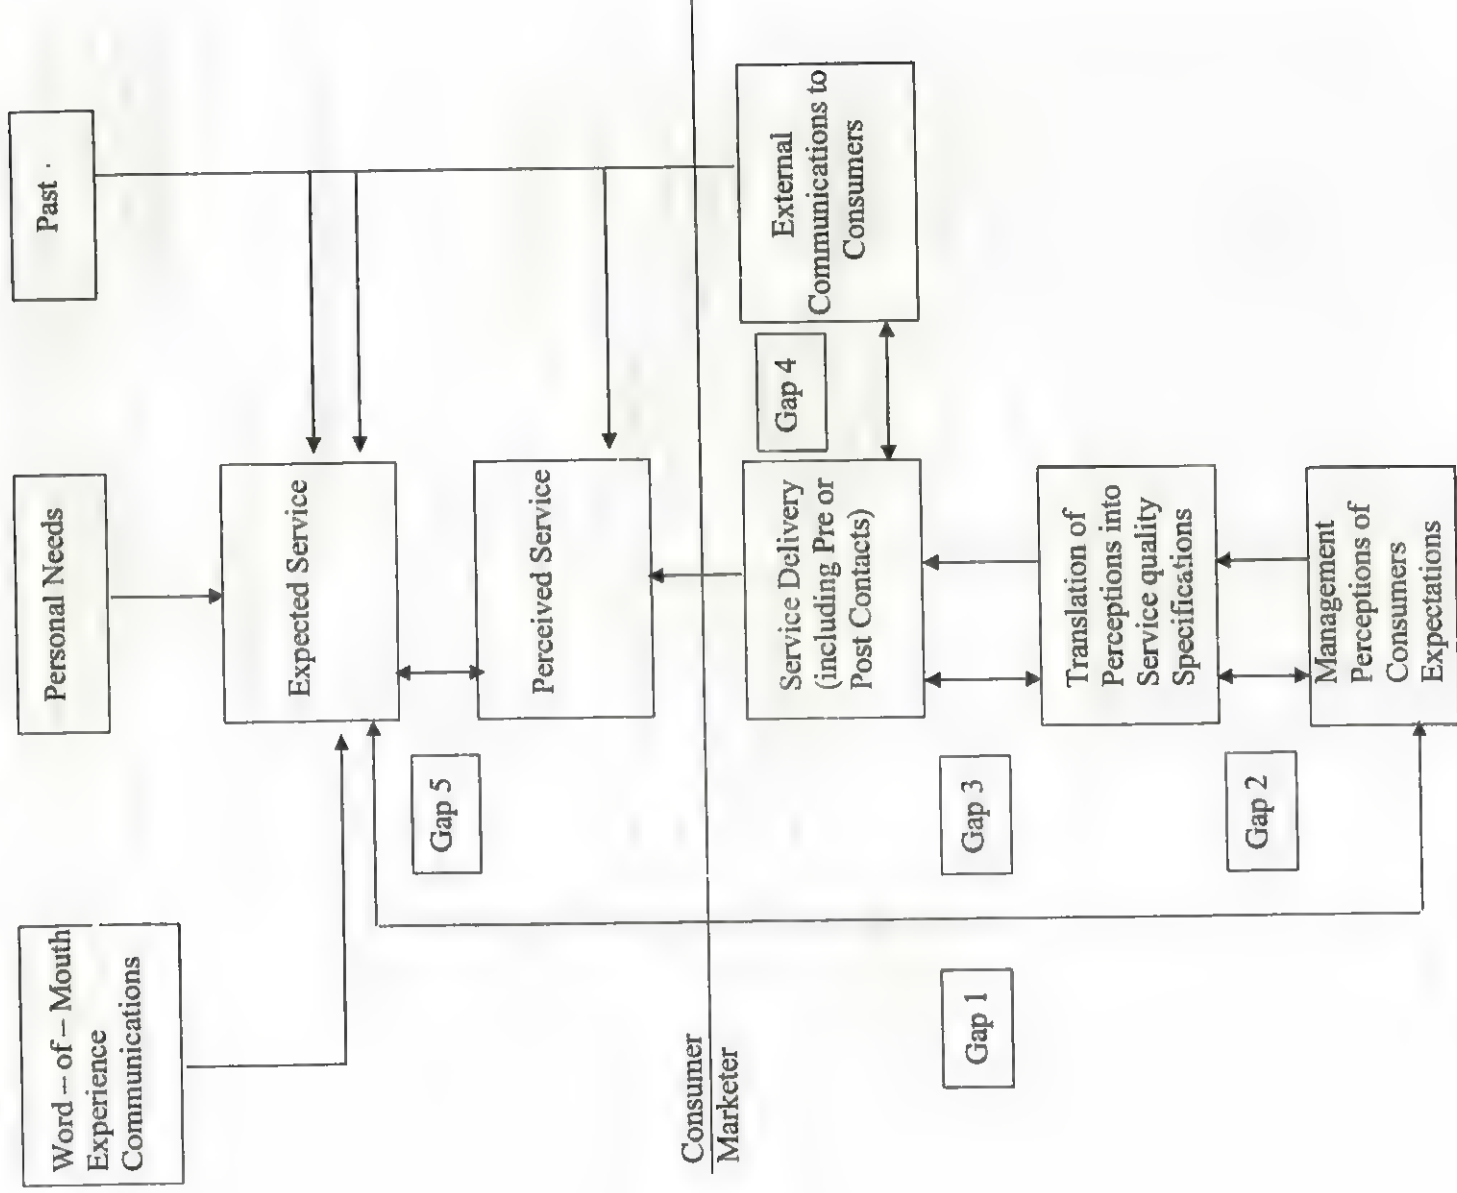 Word – of – Mouth
Experience
Communications
Personal Needs
Past
Expected Service
Gap 5
Perceived Service
Consumer
Marketer
Service Delivery
(including Pre or
Post Contacts)
Gap 4
External
Communications to
Consumers
Gap 1
Gap 3
Translation of
Perceptions into
Service quality
Specifications
Gap 2
Management
Perceptions of
Consumers
Expectations